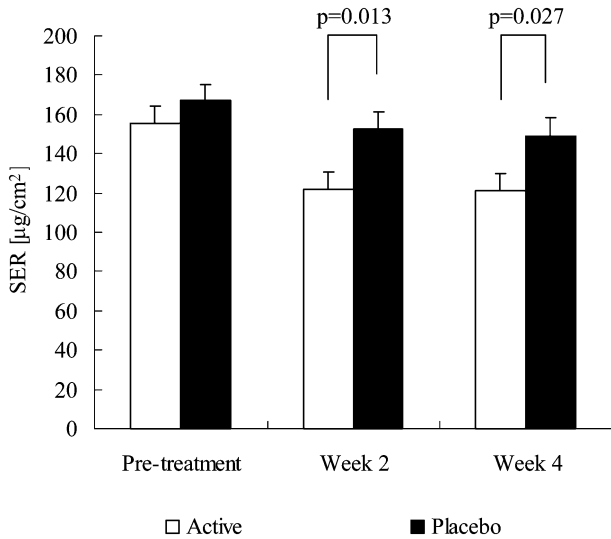 p=0.013 p=0.027
200
180
160
140
120
100
80
60
40
20
0
SER [µg/cm²]
Pre-treatment Week 2 Week 4
Active Placebo